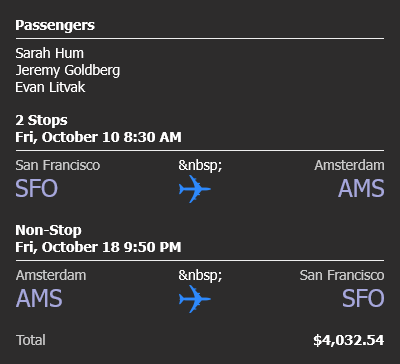 Passengers
Sarah Hum
Jeremy Goldberg
Evan Litvak
2 Stops
Fri, October 10 8:30 AM
San Francisco &nbsp; Amsterdam
SFO AMS
Non-Stop
Fri, October 18 9:50 PM
Amsterdam &nbsp; San Francisco
AMS SFO
Total $4,032.54